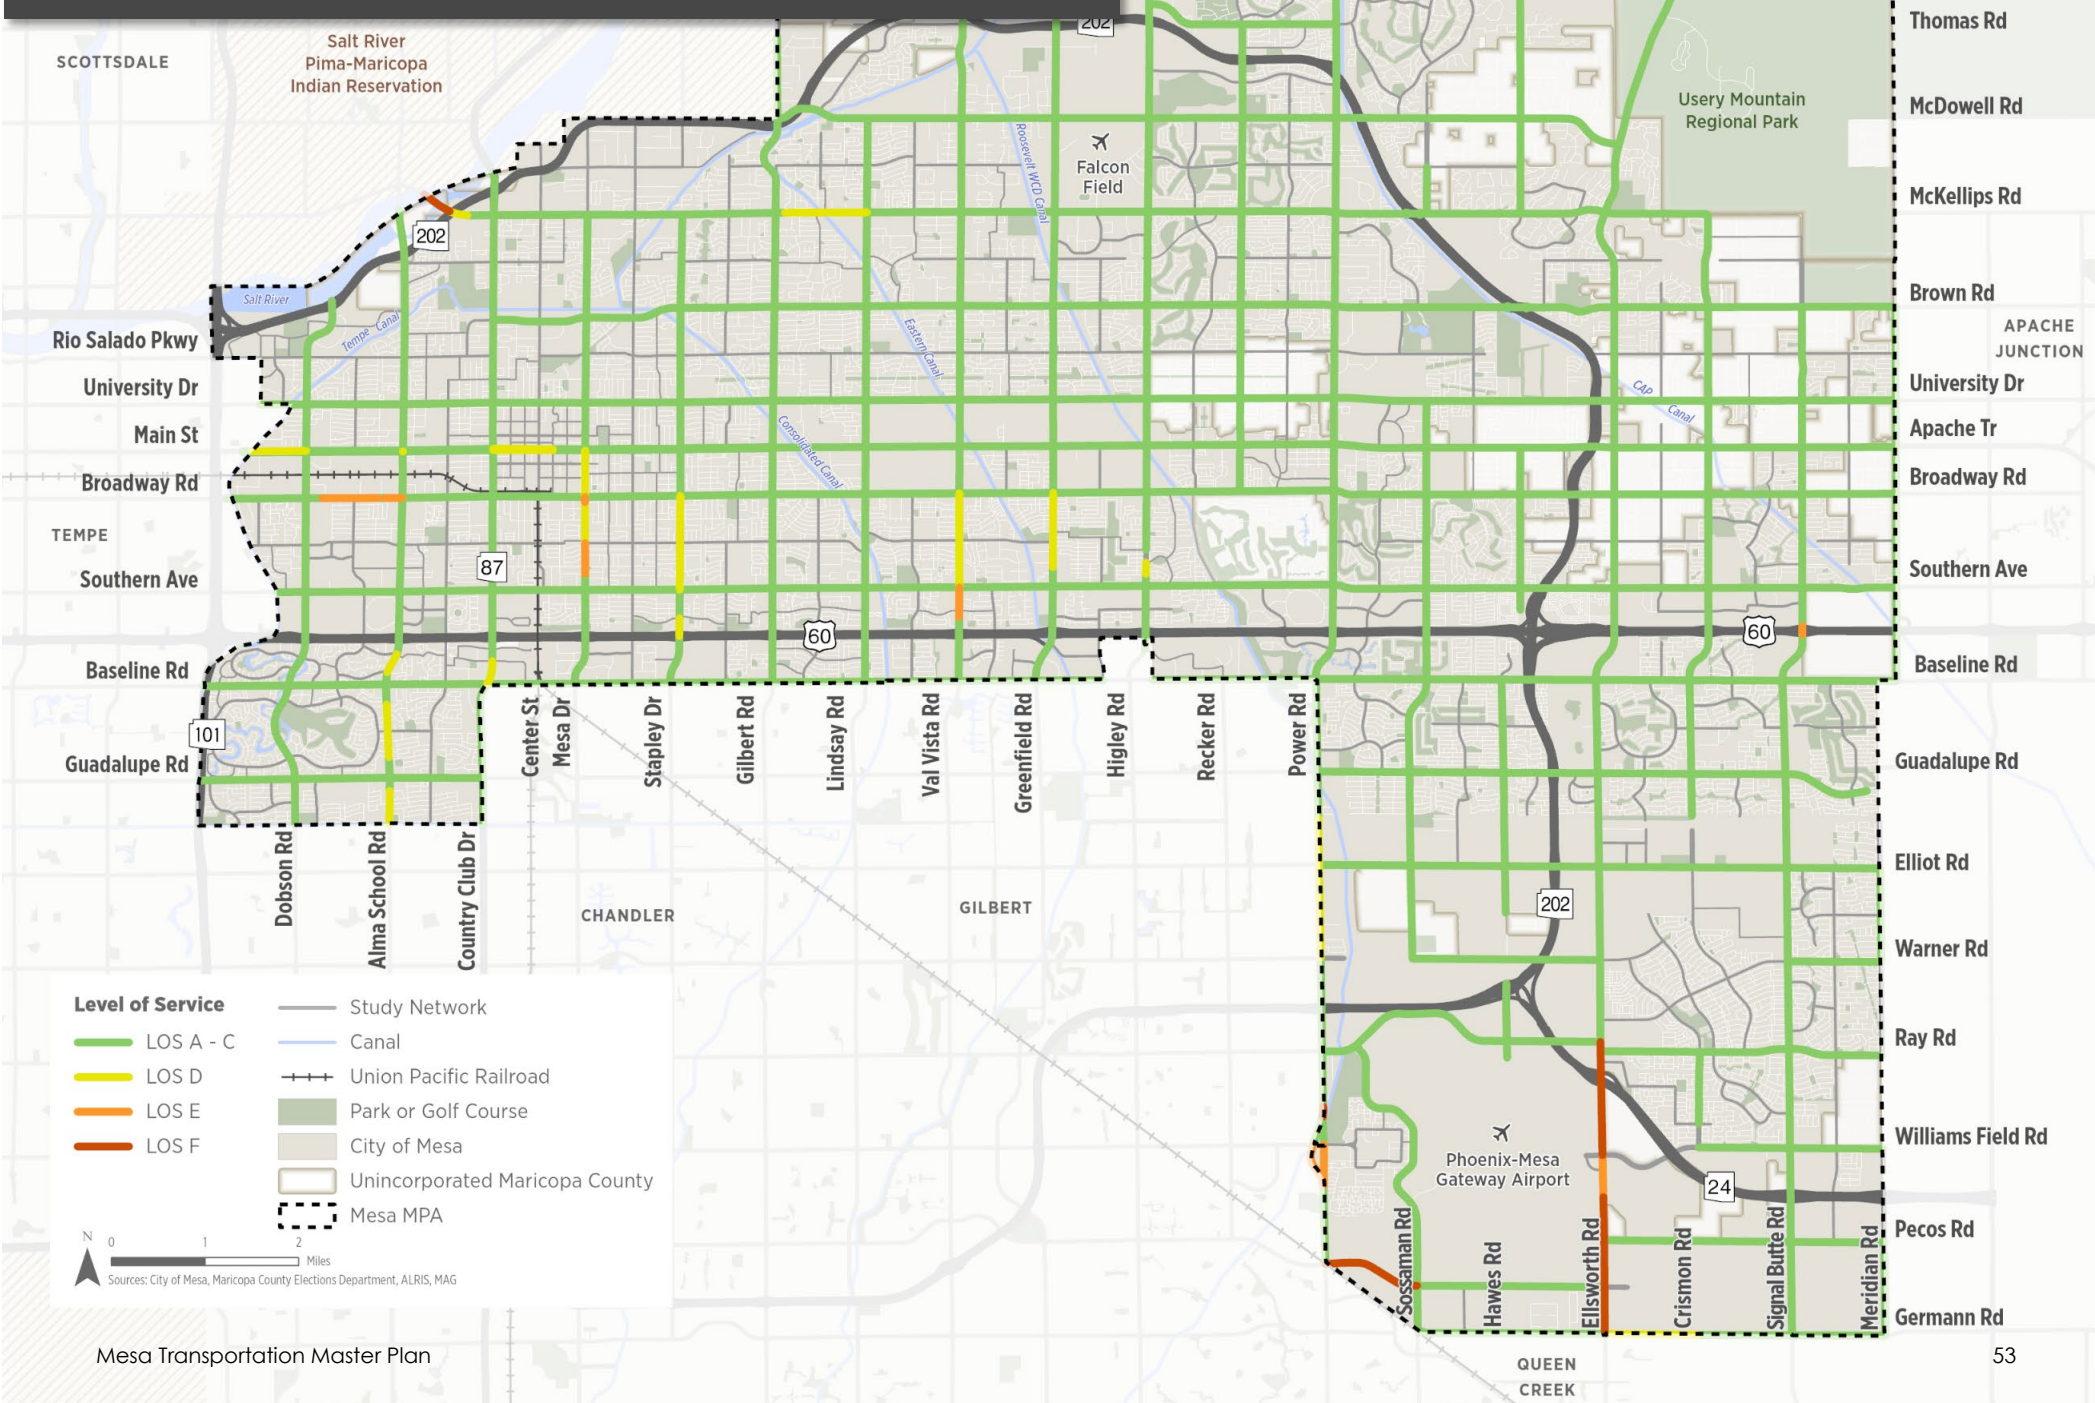 202
Thomas Rd
SCOTTSDALE
Salt River
Pima-Maricopa
Indian Reservation
Usery Mountain
Regional Park
McDowell Rd
Roosevelt WCD Canal
Falcon
Field
McKellips Rd
202
Salt River
Brown Rd
Tempe Canal
Rio Salado Pkwy
Eastern Canal
APACHE
JUNCTION
University Dr
University Dr
CAP Canal
Main St
Consolidated Canal
Apache Tr
Broadway Rd
Broadway Rd
TEMPE
87
Southern Ave
Southern Ave
60
60
Baseline Rd
Baseline Rd
101
Guadalupe Rd
Guadalupe Rd
Center St
Mesa Dr
Stapley Dr
Gilbert Rd
Lindsay Rd
Val Vista Rd
Greenfield Rd
Higley Rd
Recker Rd
Power Rd
Dobson Rd
Alma School Rd
Country Club Dr
Elliot Rd
CHANDLER
GILBERT
202
Warner Rd
Ray Rd
Williams Field Rd
Phoenix-Mesa
Gateway Airport
24
Pecos Rd
Sossaman Rd
Hawes Rd
Ellsworth Rd
Crismon Rd
Signal Butte Rd
Meridian Rd
Germann Rd
QUEEN
CREEK
Level of Service
LOS A - C
LOS D
LOS E
LOS F
Study Network
Canal
Union Pacific Railroad
Park or Golf Course
City of Mesa
Unincorporated Maricopa County
Mesa MPA
N
0 1 2
Miles
Sources: City of Mesa, Maricopa County Elections Department, ALRIS, MAG
Mesa Transportation Master Plan
53